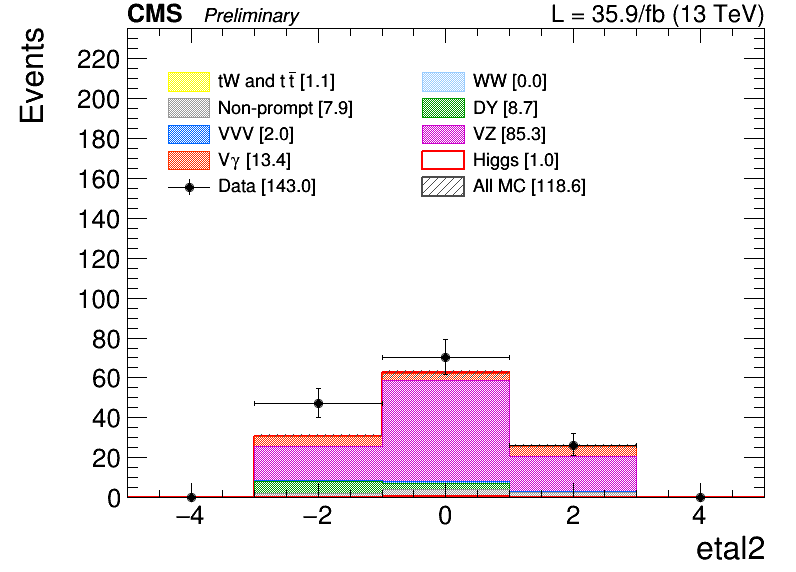 CMS Preliminary L = 35.9/fb (13 TeV)
Events
tW and t t̄ [1.1] WW [0.0]
Non-prompt [7.9] DY [8.7]
VVV [2.0] VZ [85.3]
Vγ [13.4] Higgs [1.0]
Data [143.0] All MC [118.6]
220
200
180
160
140
120
100
80
60
40
20
0
−4 −2 0 2 4
etal2